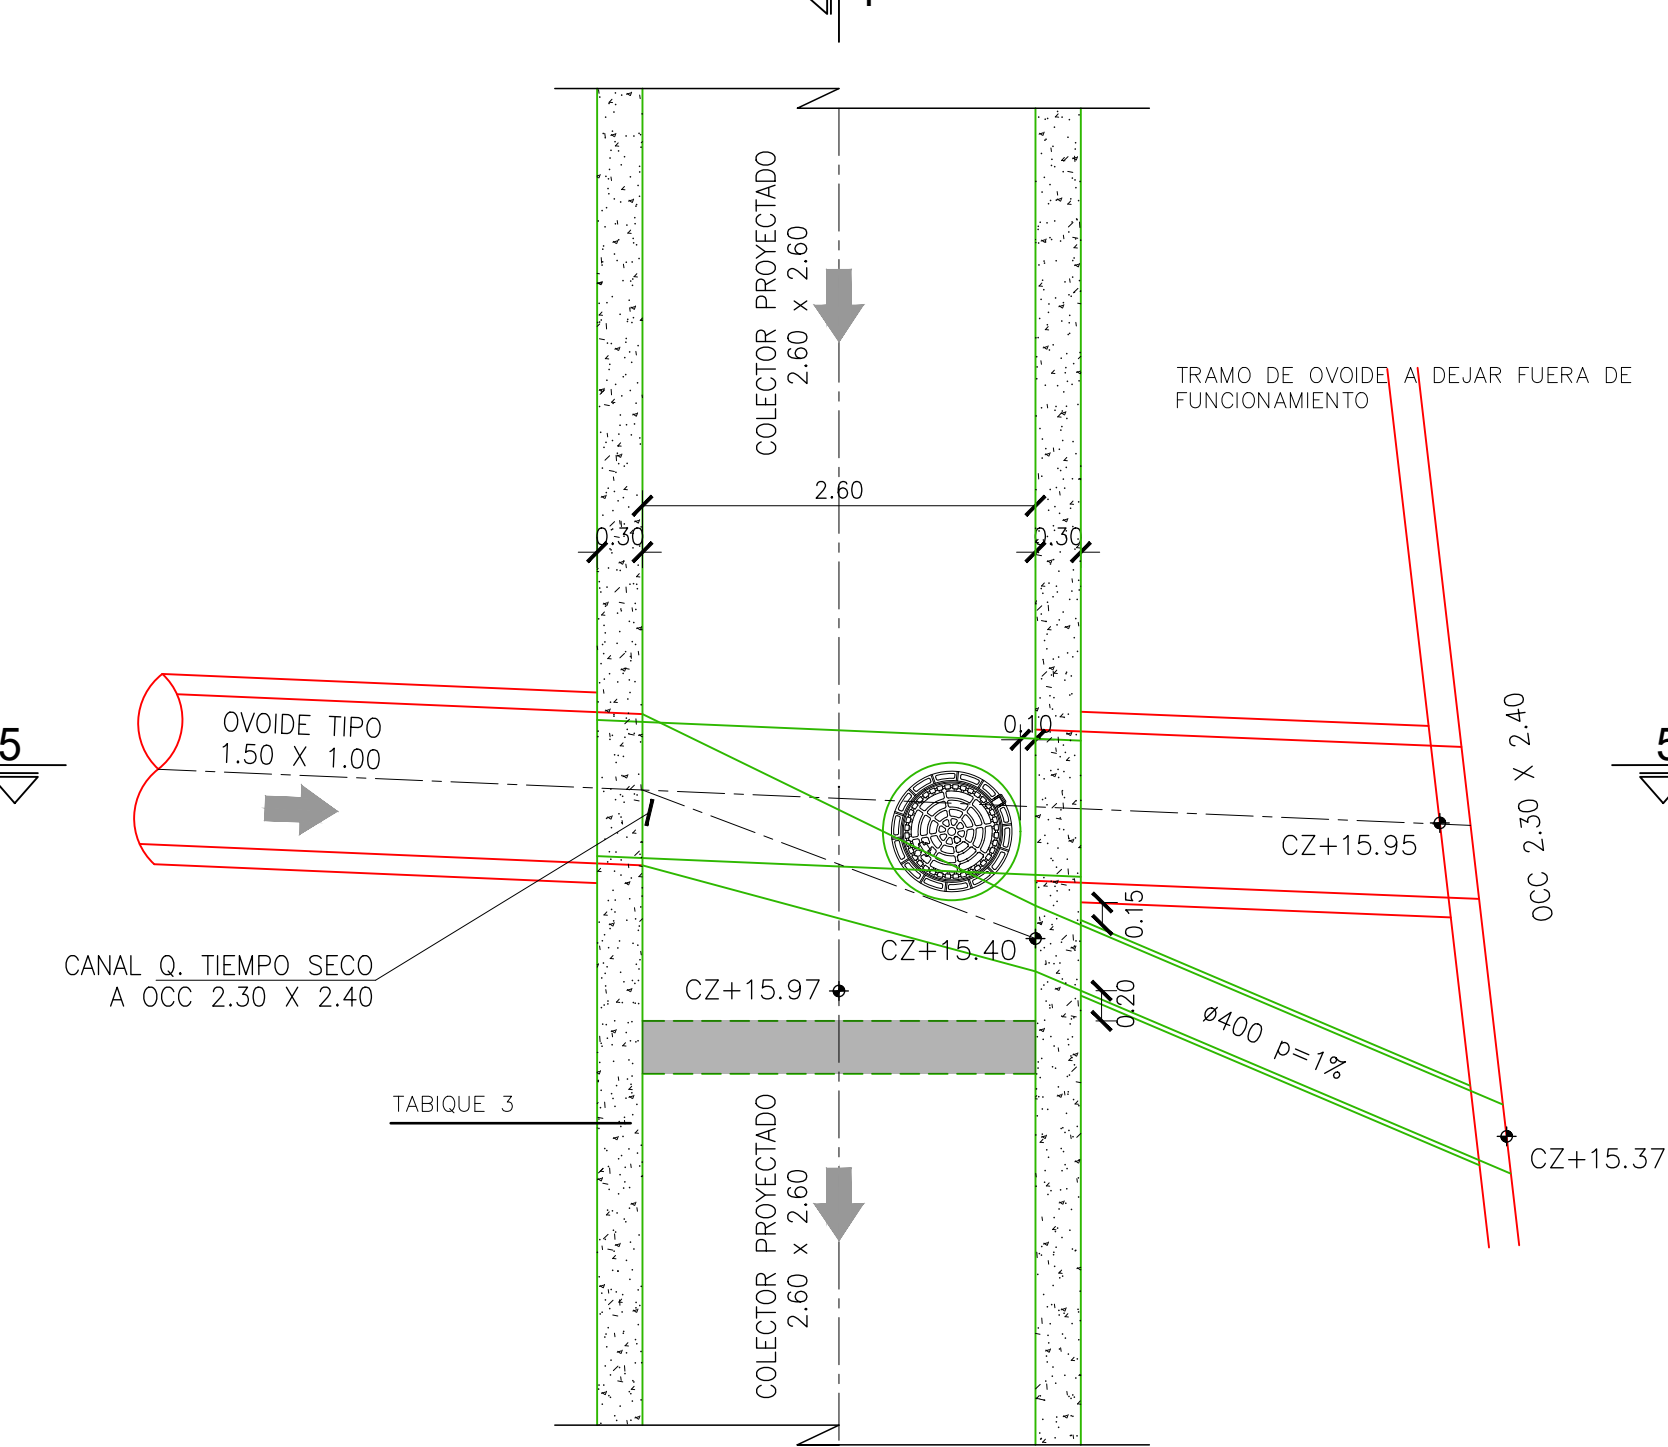 COLECTOR PROYECTADO
2.60 x 2.60
TRAMO DE OVOIDE A DEJAR FUERA DE
FUNCIONAMIENTO
2.60
0.30
0.30
OVOIDE TIPO
1.50 X 1.00
0.10
OCC 2.30 X 2.40
5
5
CZ+15.95
0.15
CZ+15.40
CANAL Q. TIEMPO SECO
A OCC 2.30 X 2.40
CZ+15.97
0.20
ø400 p=1%
TABIQUE 3
CZ+15.37
COLECTOR PROYECTADO
2.60 x 2.60